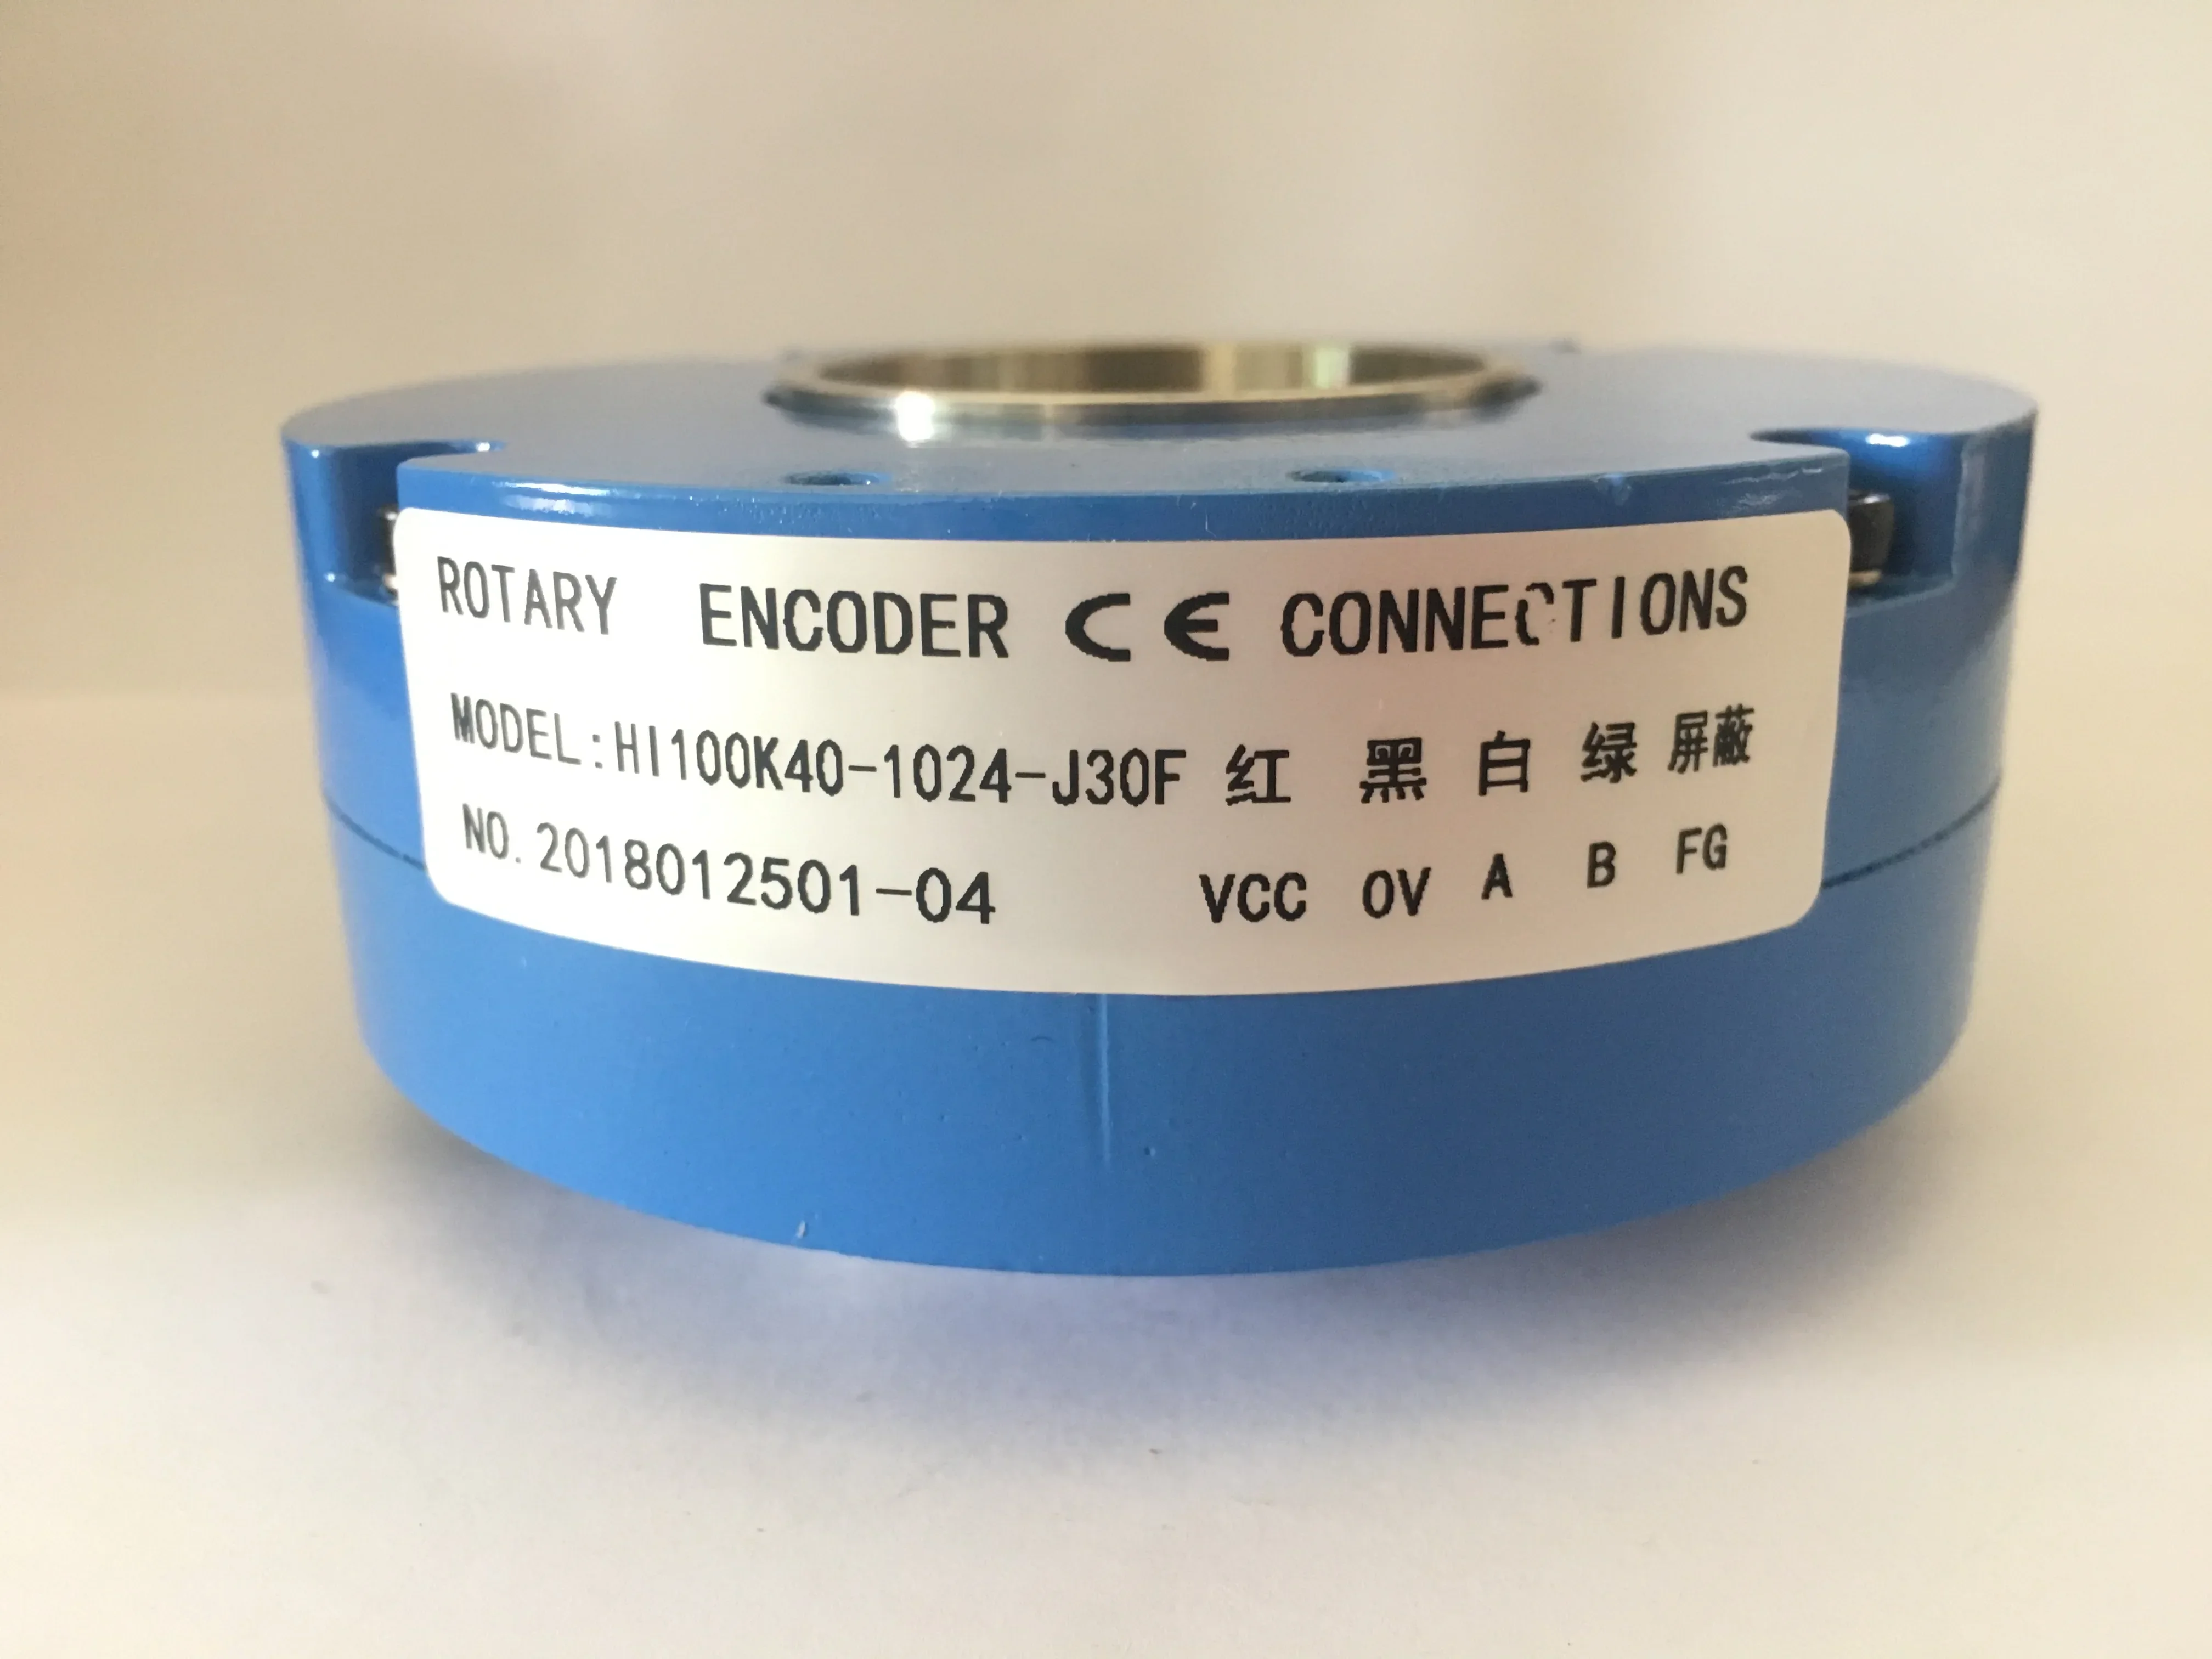 ROTARY ENCODER CE CONNECTIONS
MODEL:HI100K40-1024-J30F 红 黑 白 绿 屏蔽
NO.2018012501-04 VCC 0V A B FG